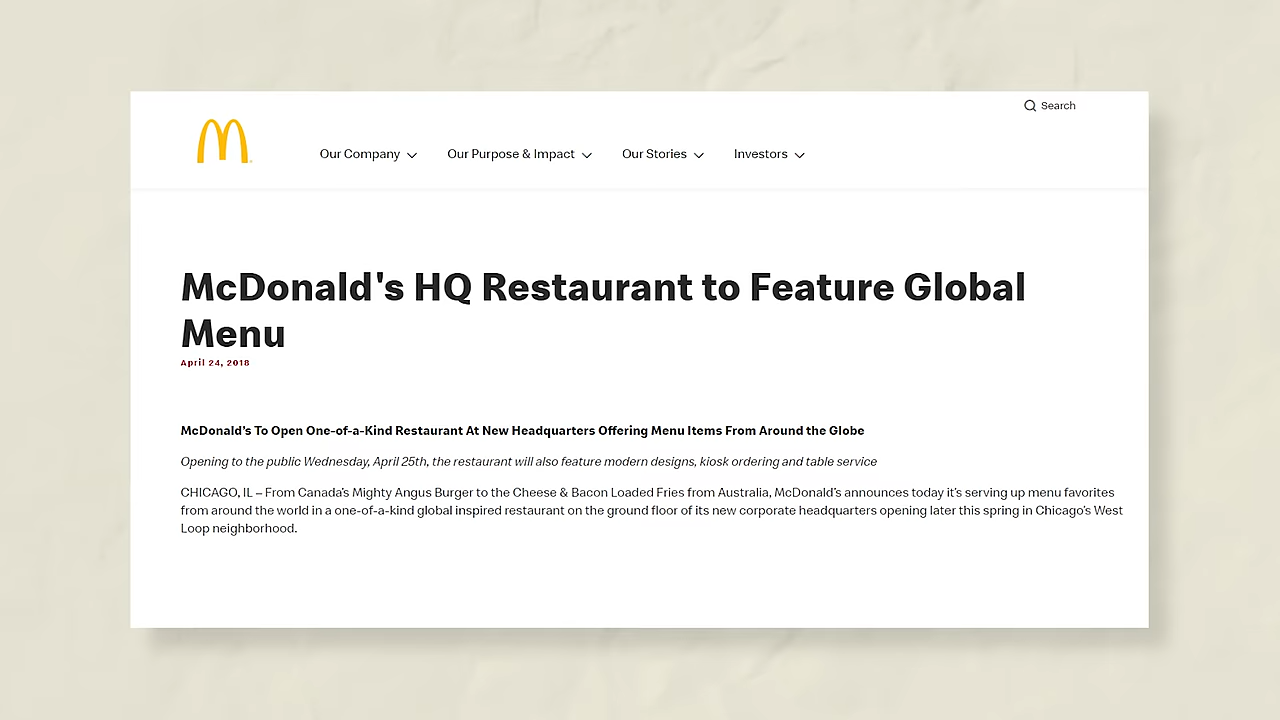 Search
Our Company
Our Purpose & Impact
Our Stories
Investors
McDonald's HQ Restaurant to Feature Global
Menu
April 24, 2018
McDonald's To Open One-of-a-Kind Restaurant At New Headquarters Offering Menu Items From Around the Globe
Opening to the public Wednesday, April 25th, the restaurant will also feature modern designs, kiosk ordering and table service
CHICAGO, IL – From Canada's Mighty Angus Burger to the Cheese & Bacon Loaded Fries from Australia, McDonald's announces today it's serving up menu favorites
from around the world in a one-of-a-kind global inspired restaurant on the ground floor of its new corporate headquarters opening later this spring in Chicago's West
Loop neighborhood.